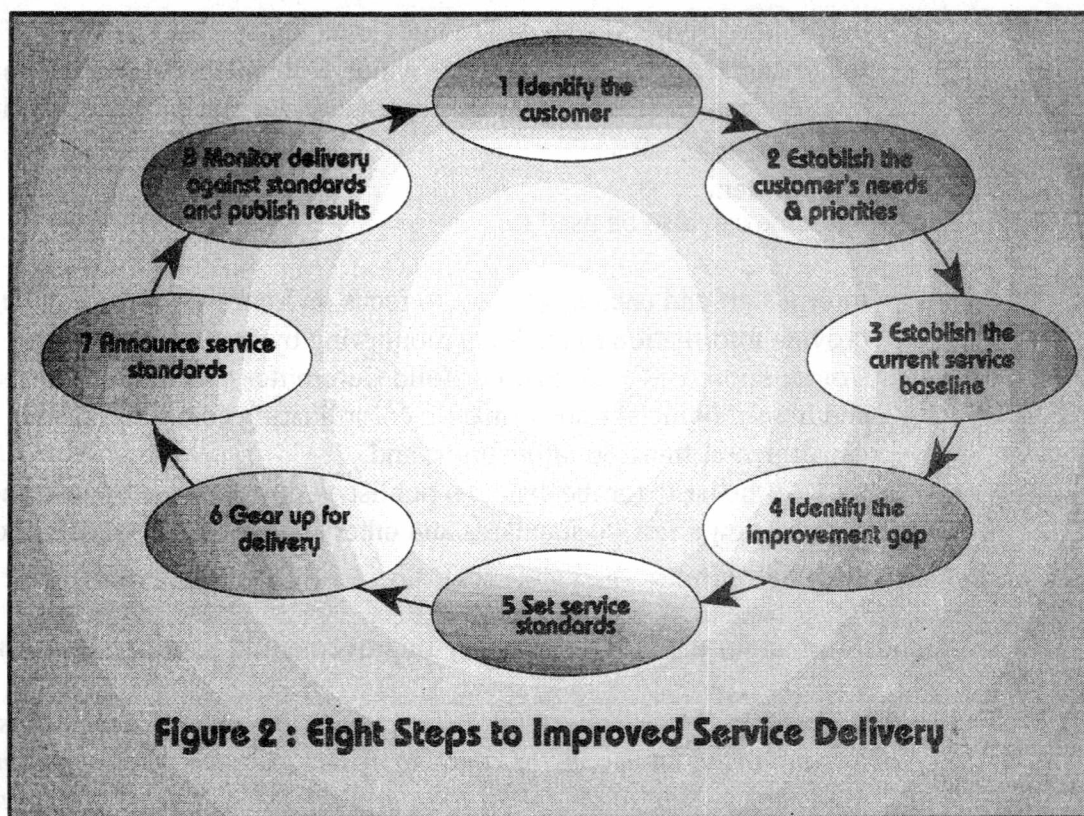 1 Identify the
customer
2 Establish the
customer's needs
& priorities
3 Establish the
current service
baseline
4 Identify the
improvement gap
5 Set service
standards
6 Gear up for
delivery
7 Announce service
standards
8 Monitor delivery
against standards
and publish results
Figure 2 : Eight Steps to Improved Service Delivery